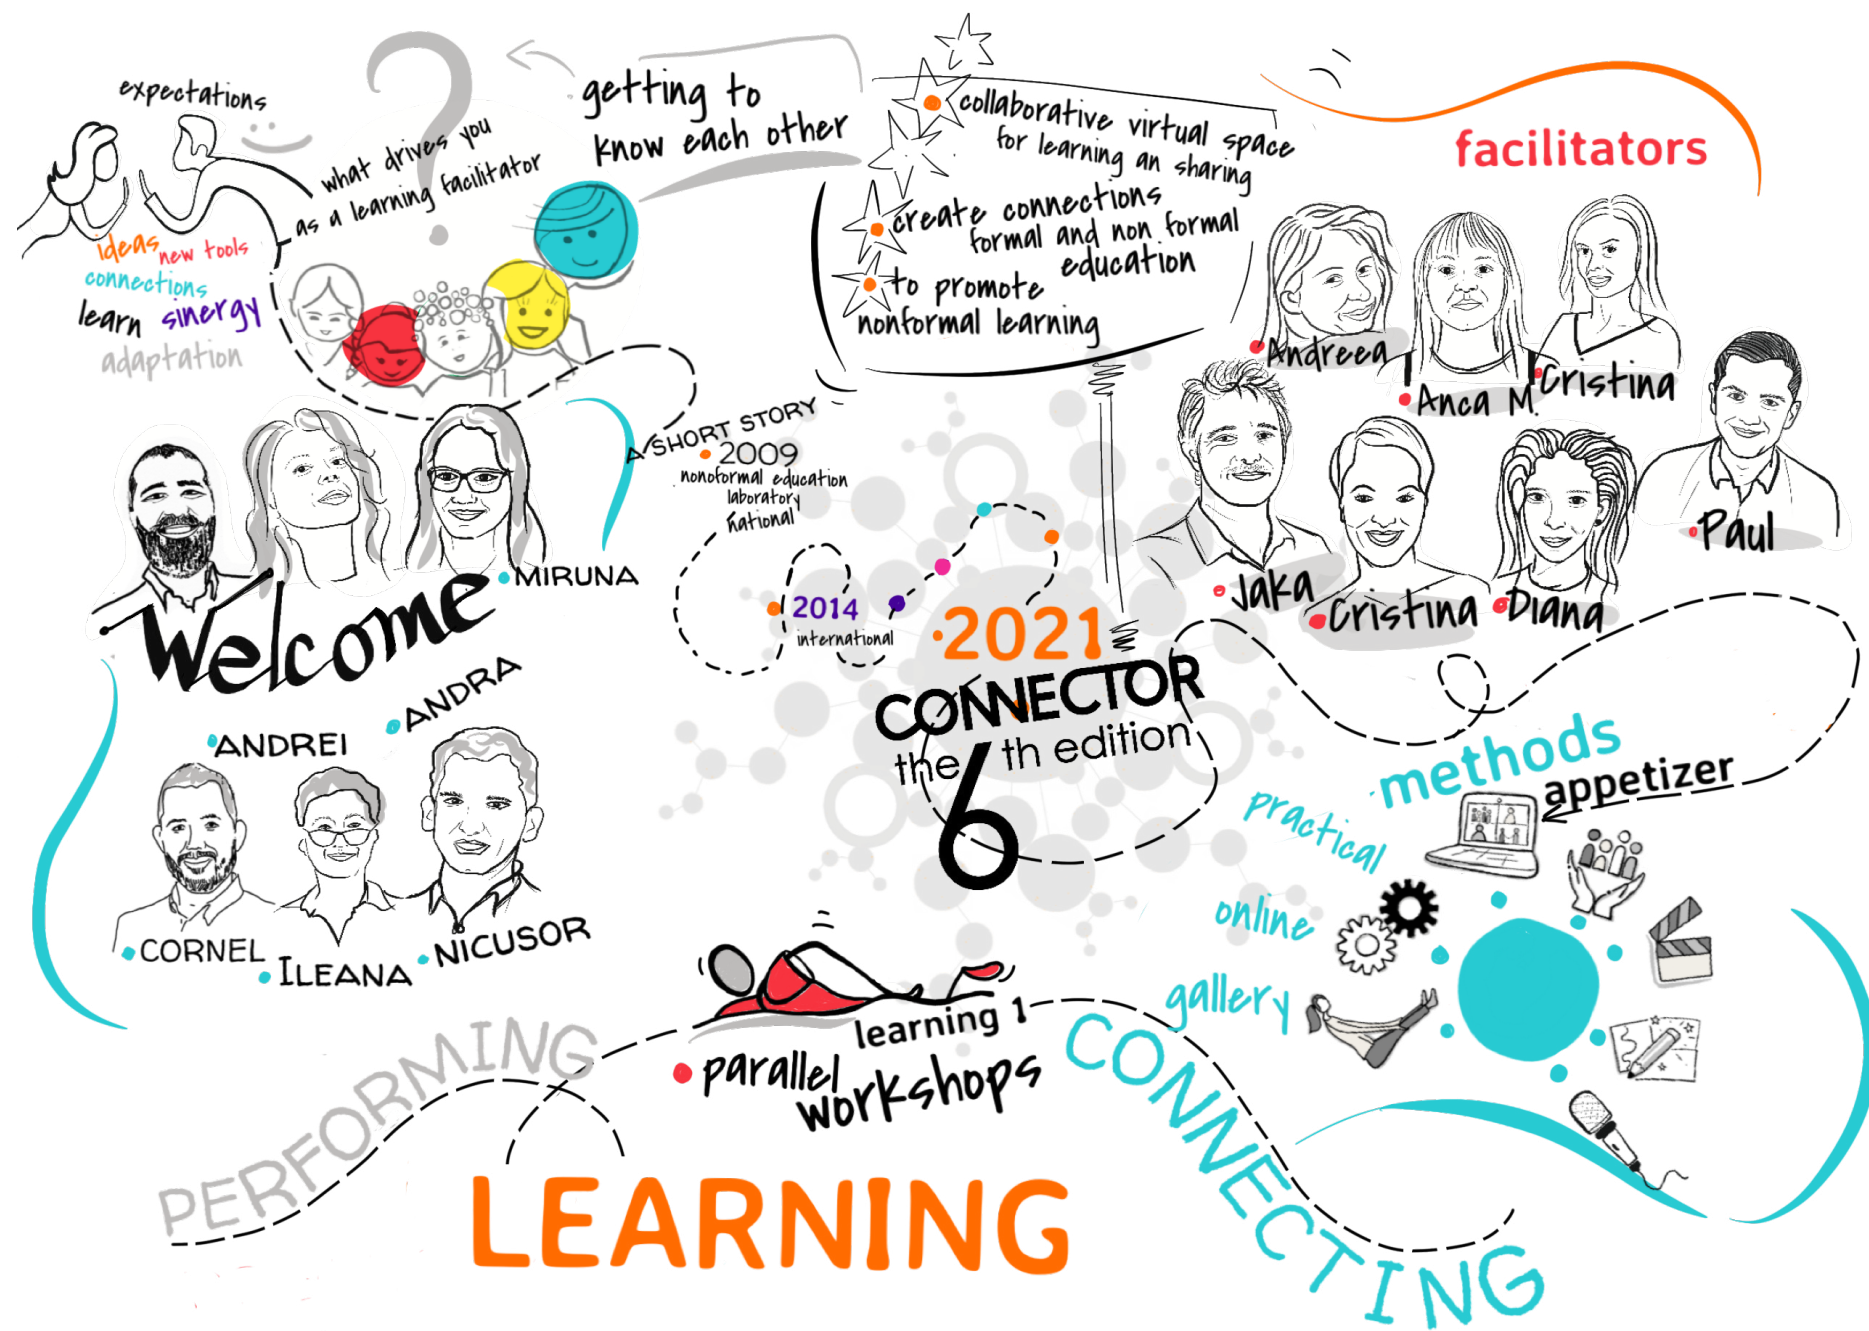 expectations
ideas
new tools
connections
learn sinergy
adaptation
?
what drives you
as a learning facilitator
getting to
know each other
collaborative virtual space
for learning an sharing
create connections
formal and non formal
education
to promote
nonformal learning
facilitators
Andreea
Anca M.
Cristina
Paul
Jaka
Cristina
Diana
Welcome
MIRUNA
ANDRA
ANDREI
CORNEL
ILEANA
NICUSOR
A SHORT STORY
2009
nonoformal education
laboratory
national
2014
international
2021
CONNECTOR
the 6th edition
methods
appetizer
practical
online
gallery
learning 1
parallel
workshops
PERFORMING
LEARNING
CONNECTING